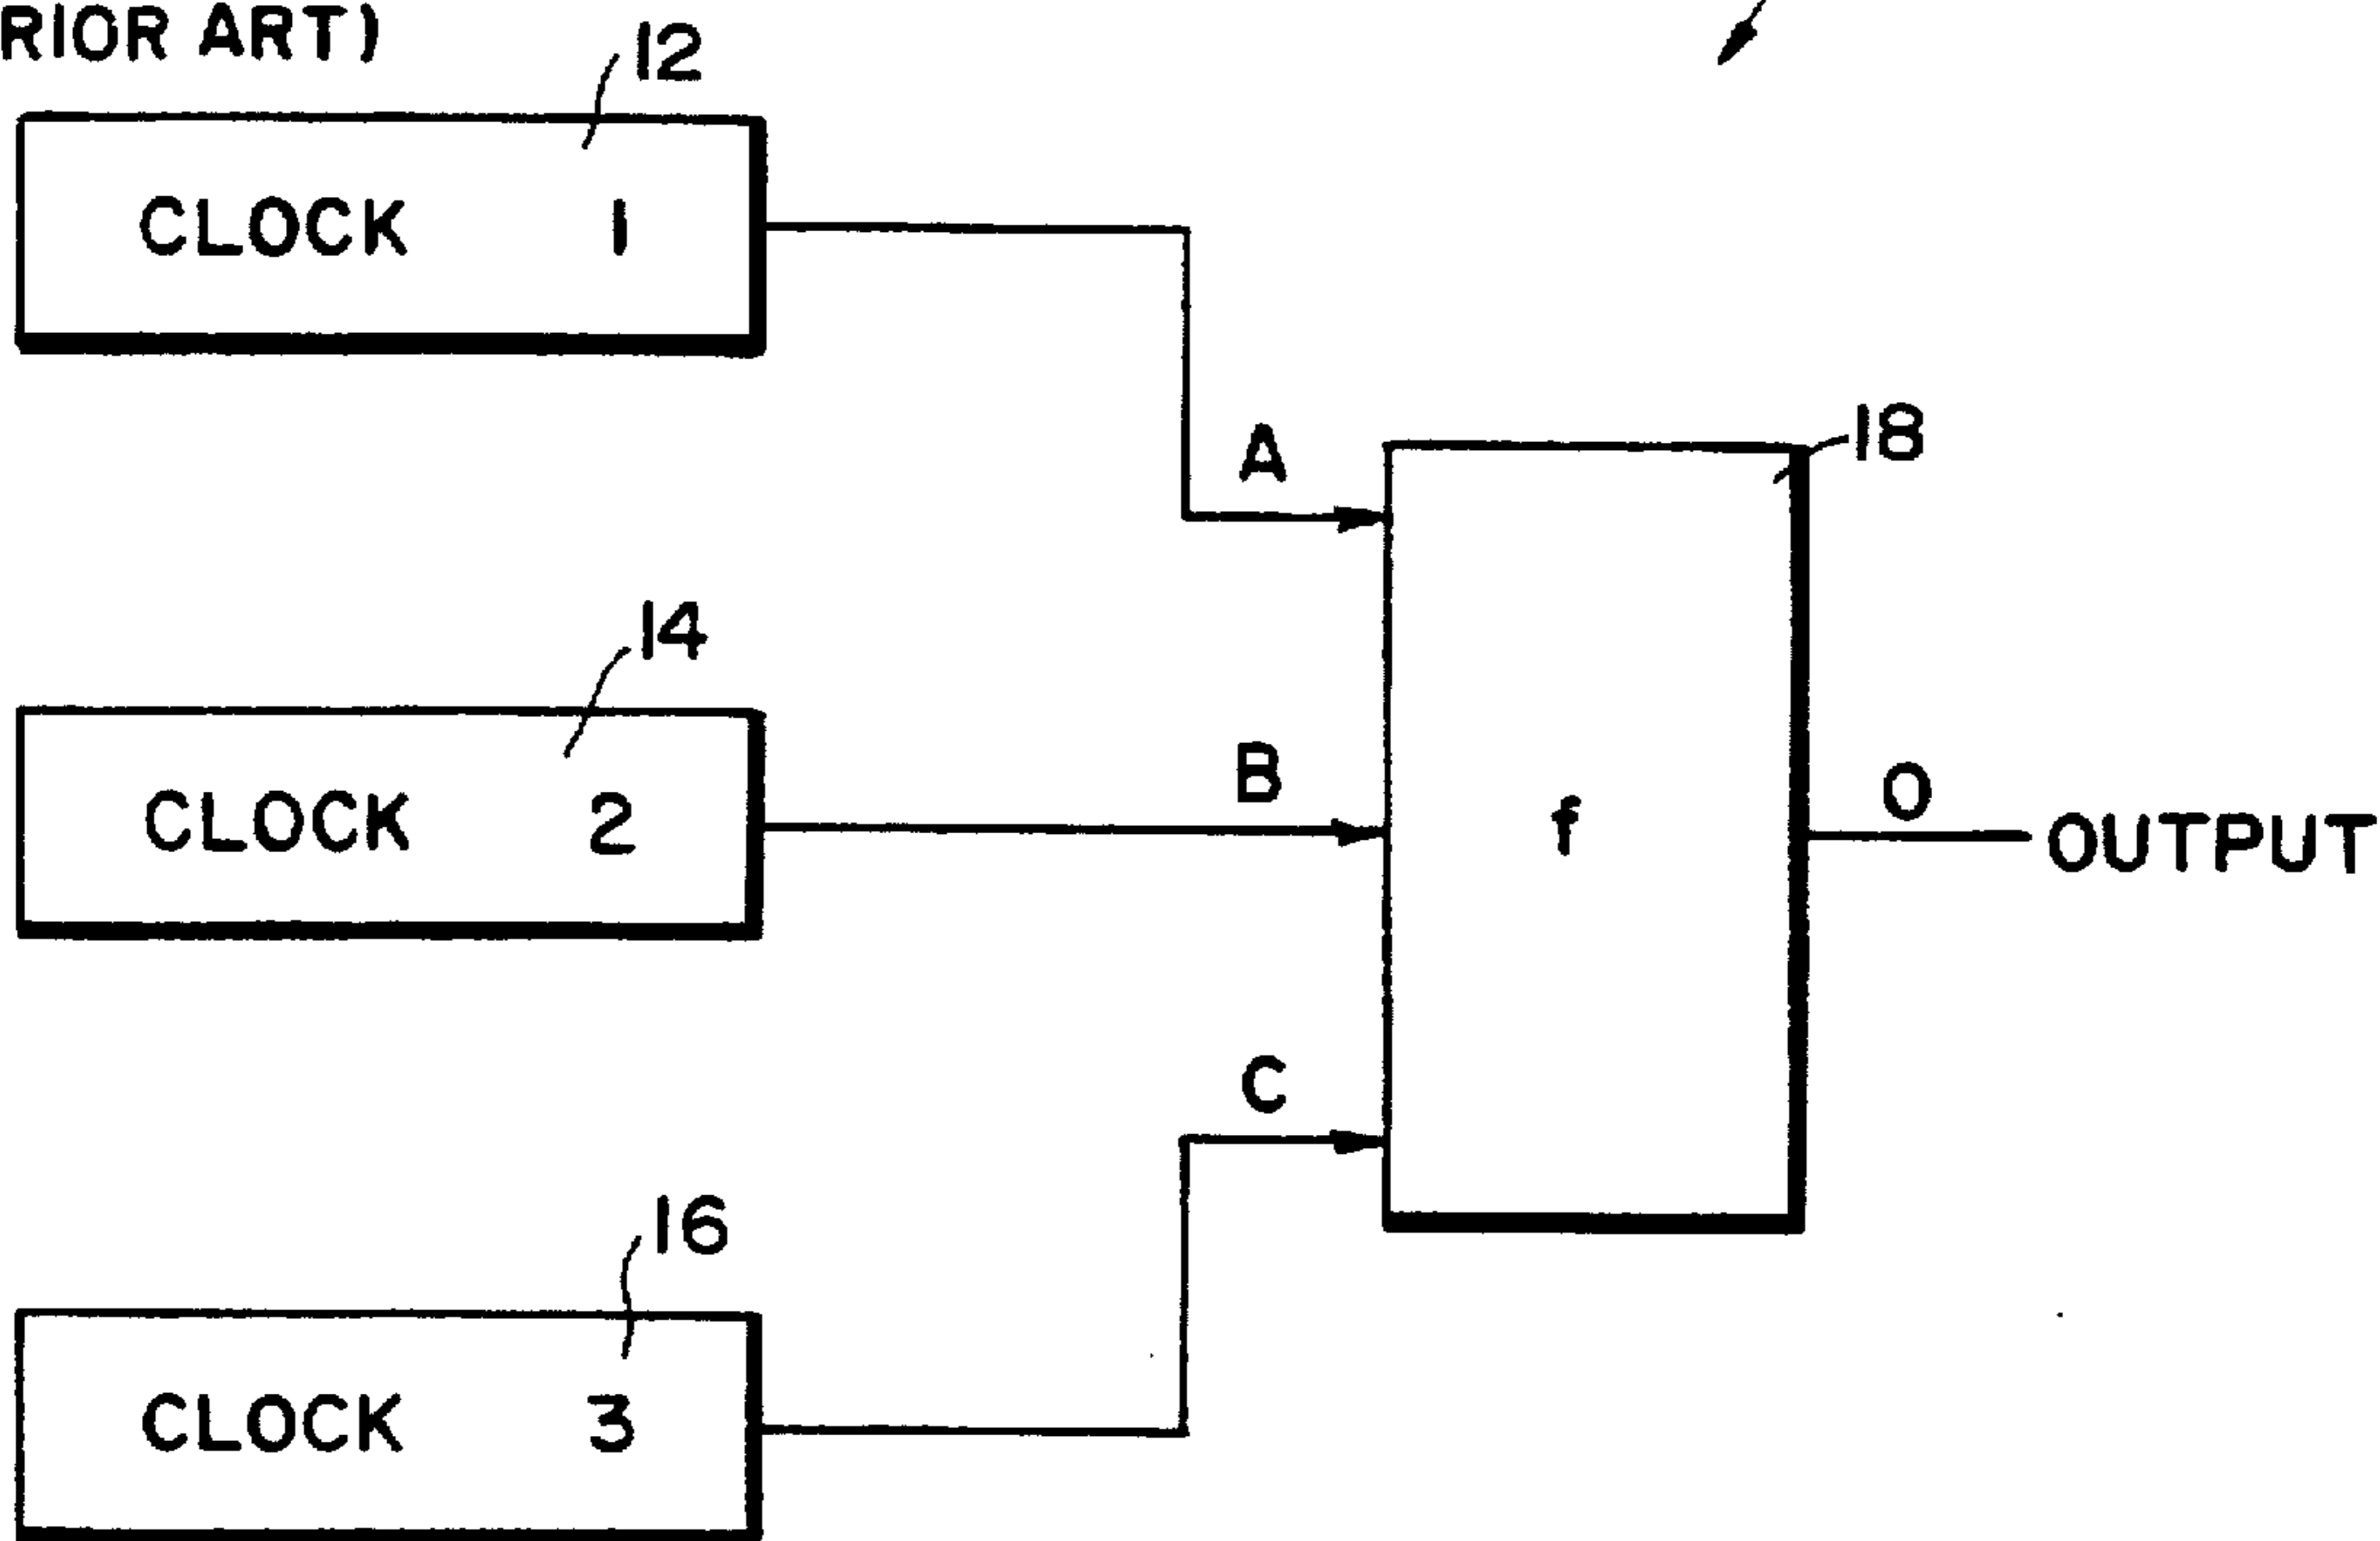 RIOR ART)
12
CLOCK 1
A
18
14
CLOCK 2
B
f
O
OUTPUT
C
16
CLOCK 3